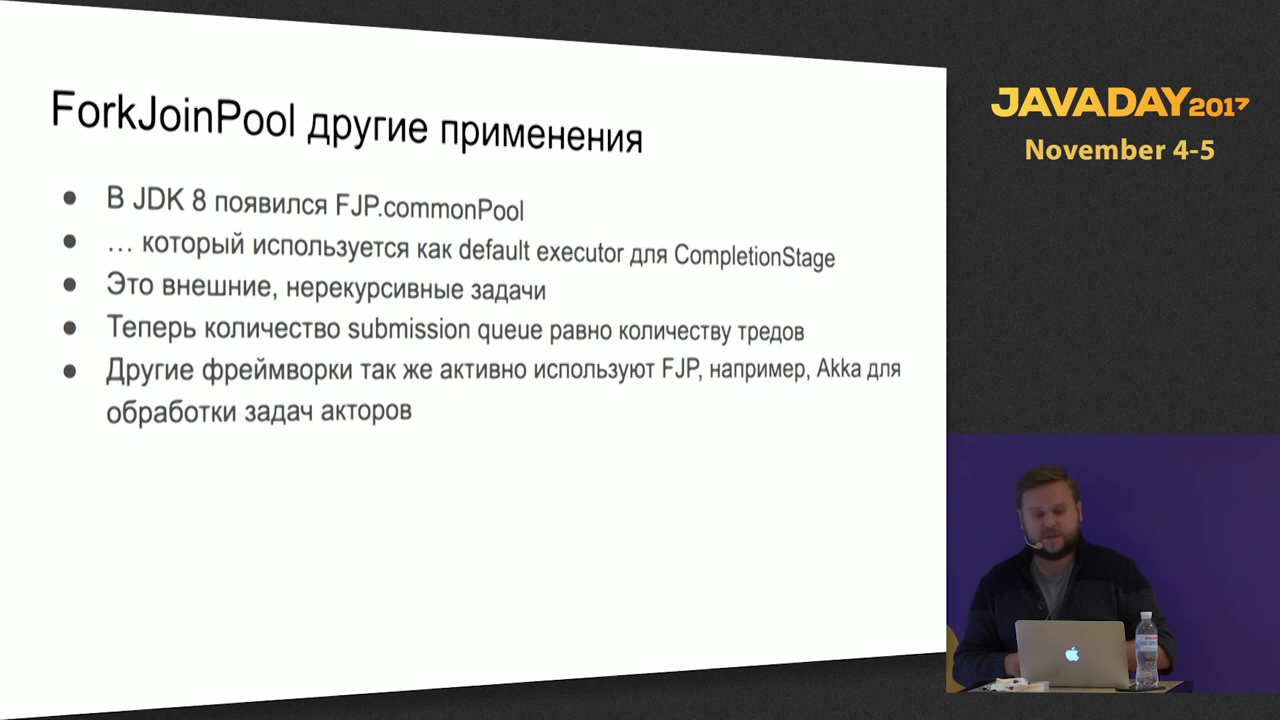 ForkJoinPool другие применения
● В JDK 8 появился FJP.commonPool
● … который используется как default executor для CompletionStage
● Это внешние, нерекурсивные задачи
● Теперь количество submission queue равно количеству тредов
● Другие фреймворки так же активно используют FJP, например, Akka для
обработки задач акторов
JAVADAY2017
November 4-5